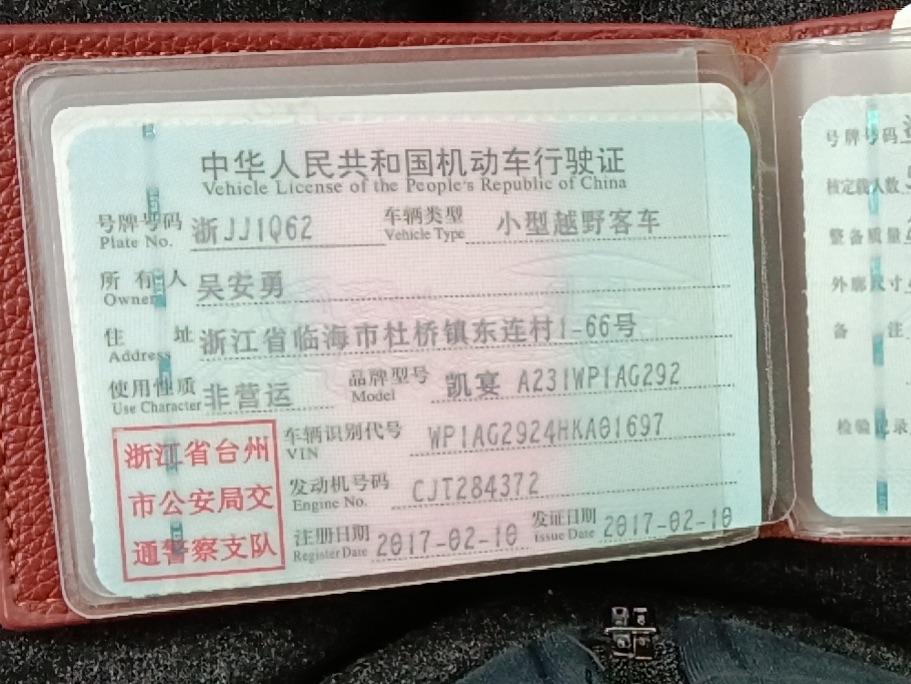 中华人民共和国机动车行驶证
Vehicle License of the People's Republic of China
号牌号码 浙JJ1Q62 车辆类型 小型越野客车
Plate No. Vehicle Type
所有人 吴安勇
Owner
住址 浙江省临海市杜桥镇东连村1-66号
Address
使用性质 非营运 品牌型号 凯宴 A231WP1AG292
Use Character Model
车辆识别代号 WP1AG2924HKA01697
VIN
发动机号码 CJT284372
Engine No.
注册日期 2017-02-10 发证日期 2017-02-10
Register Date Issue Date
浙江省台州
市公安局交
通警察支队
号牌号码
核定载人数
整备质量
外廓尺寸
备注
检验记录